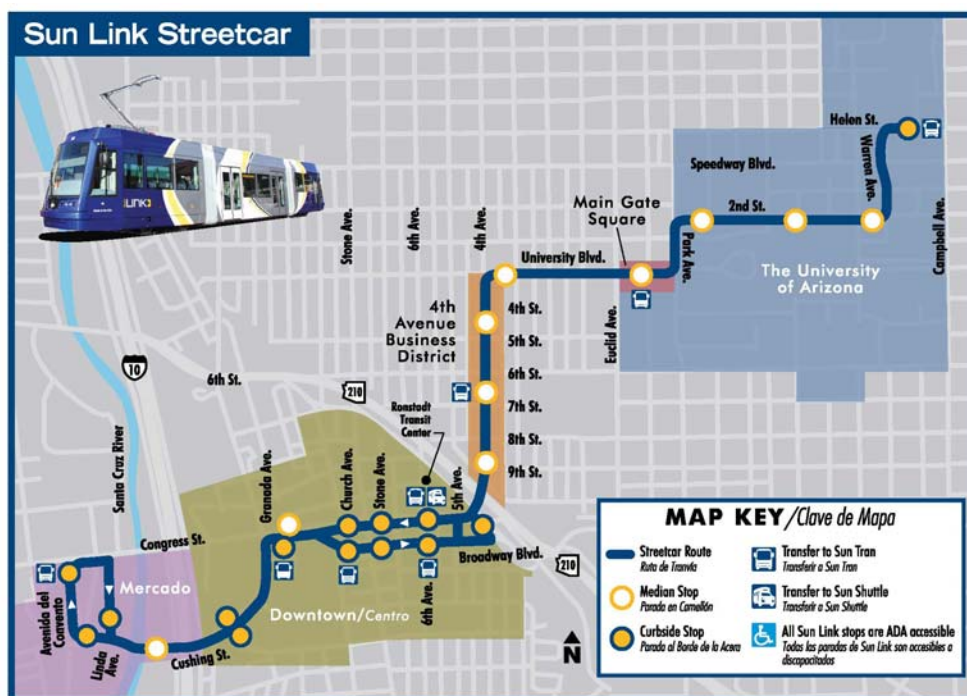 Sun Link Streetcar
LINK
Stone Ave.
6th Ave.
4th Ave.
Helen St.
Warren Ave.
Speedway Blvd.
Campbell Ave.
Main Gate
Square
2nd St.
Park Ave.
University Blvd.
The University
of Arizona
Euclid Ave.
4th
Avenue
Business
District
4th St.
5th St.
6th St.
7th St.
8th St.
9th St.
10
6th St.
210
Ronstadt
Transit
Center
Santa Cruz River
Granada Ave.
Church Ave.
Stone Ave.
5th Ave.
Congress St.
Broadway Blvd.
210
Mercado
Avenida del
Convento
Linda
Ave.
Cushing St.
Downtown/Centro
6th Ave.
N
MAP KEY/Clave de Mapa
Streetcar Route
Ruta de Tranvía
Median Stop
Parada en Camellón
Curbside Stop
Parada al Borde de la Acera
Transfer to Sun Tran
Transferir a Sun Tran
Transfer to Sun Shuttle
Transferir a Sun Shuttle
All Sun Link stops are ADA accessible
Todas las paradas de Sun Link son accesibles a
discapacitados